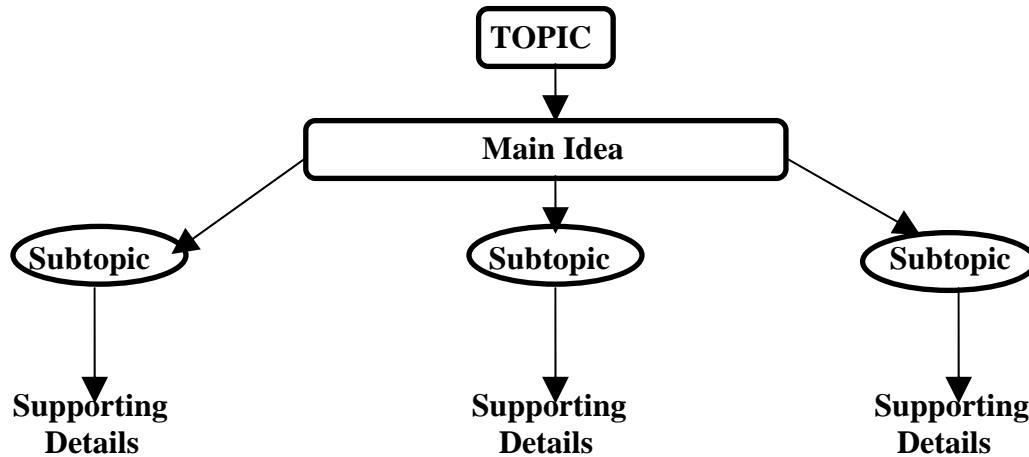 TOPIC
Main Idea
Subtopic
Subtopic
Subtopic
Supporting
Details
Supporting
Details
Supporting
Details